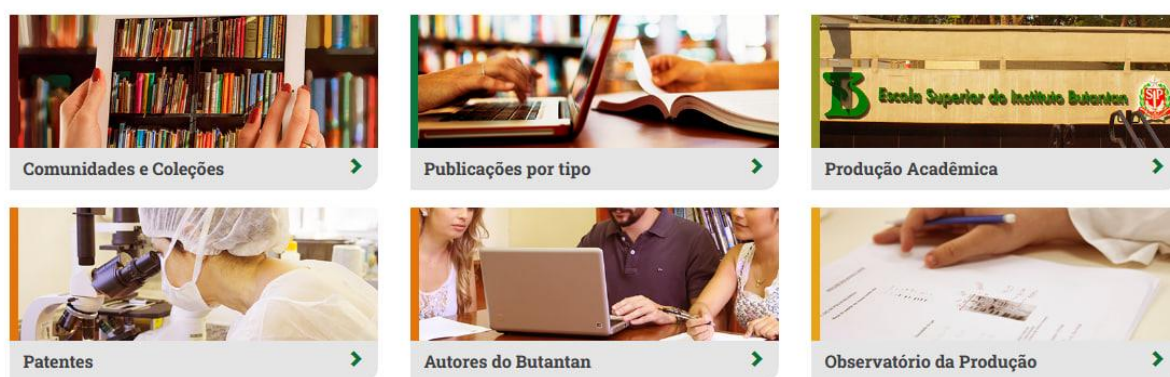 Escola Superior do Instituto Butantan
SP
Comunidades e Coleções
Publicações por tipo
Produção Acadêmica
Patentes
Autores do Butantan
Observatório da Produção